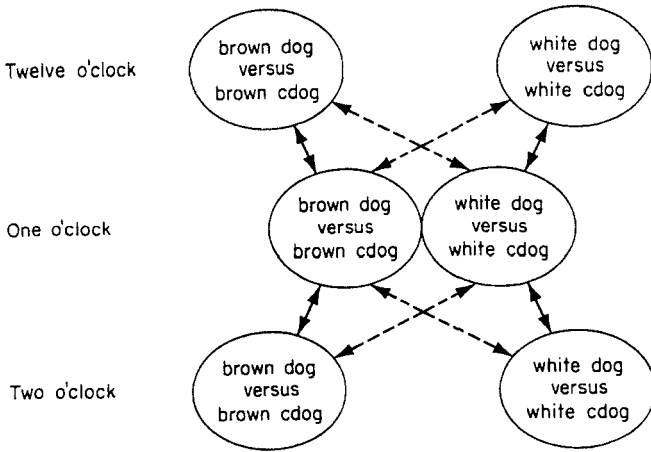 Twelve o'clock
brown dog
versus
brown cdog
white dog
versus
white cdog
One o'clock
brown dog
versus
brown cdog
white dog
versus
white cdog
Two o'clock
brown dog
versus
brown cdog
white dog
versus
white cdog